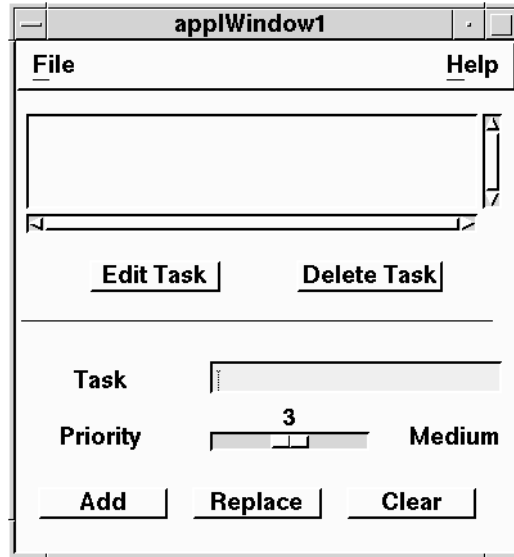 applWindow1
File Help
Edit Task Delete Task
Task
3
Priority Medium
Add Replace Clear